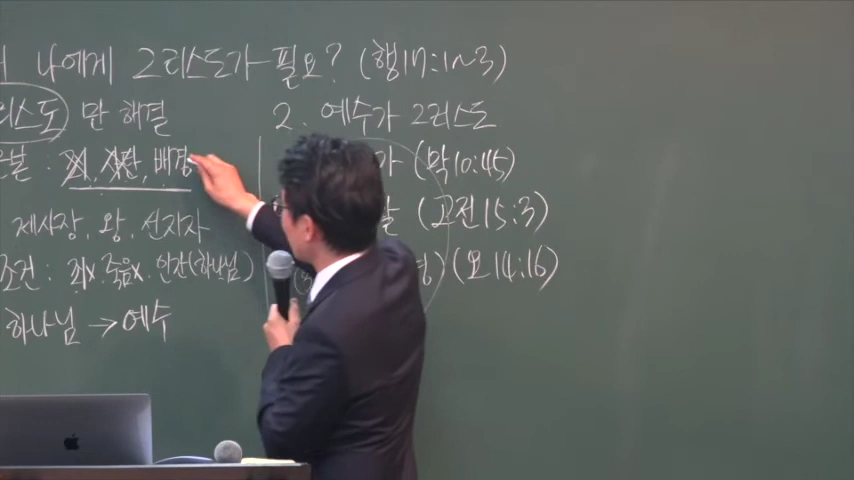 나에게 그리스도가 필요? (행17:1~3)
리스도 만 해결
2. 예수가 그리스도
근본 : 죄, 사탄, 배경
가 (막10:45)
제사장, 왕, 선지자
(고전15:3)
조건 : 죄x 죽음x 인간(하나님)
(요14:16)
하나님 → 예수